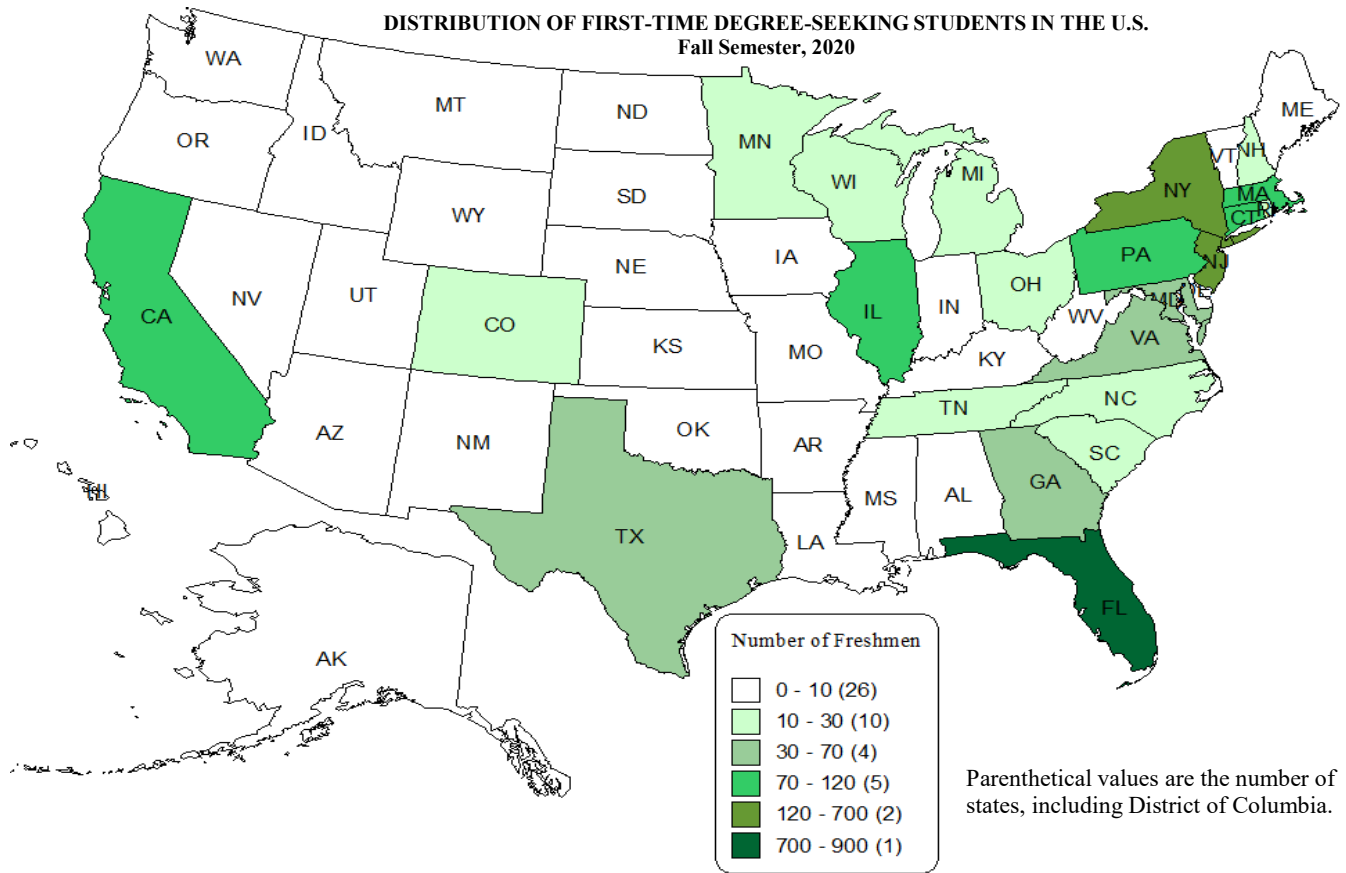 DISTRIBUTION OF FIRST-TIME DEGREE-SEEKING STUDENTS IN THE U.S.
Fall Semester, 2020
WA
MT
ND
MN
ME
OR
ID
SD
WI
MI
VT
NH
NY
MA
CT
WY
IA
NE
PA
NJ
NV
UT
CO
IL
IN
OH
MD
WV
VA
CA
KS
MO
KY
AZ
NM
OK
AR
TN
NC
SC
MS
AL
GA
HI
TX
LA
FL
AK
Number of Freshmen
0 - 10 (26)
10 - 30 (10)
30 - 70 (4)
70 - 120 (5)
120 - 700 (2)
700 - 900 (1)
Parenthetical values are the number of
states, including District of Columbia.